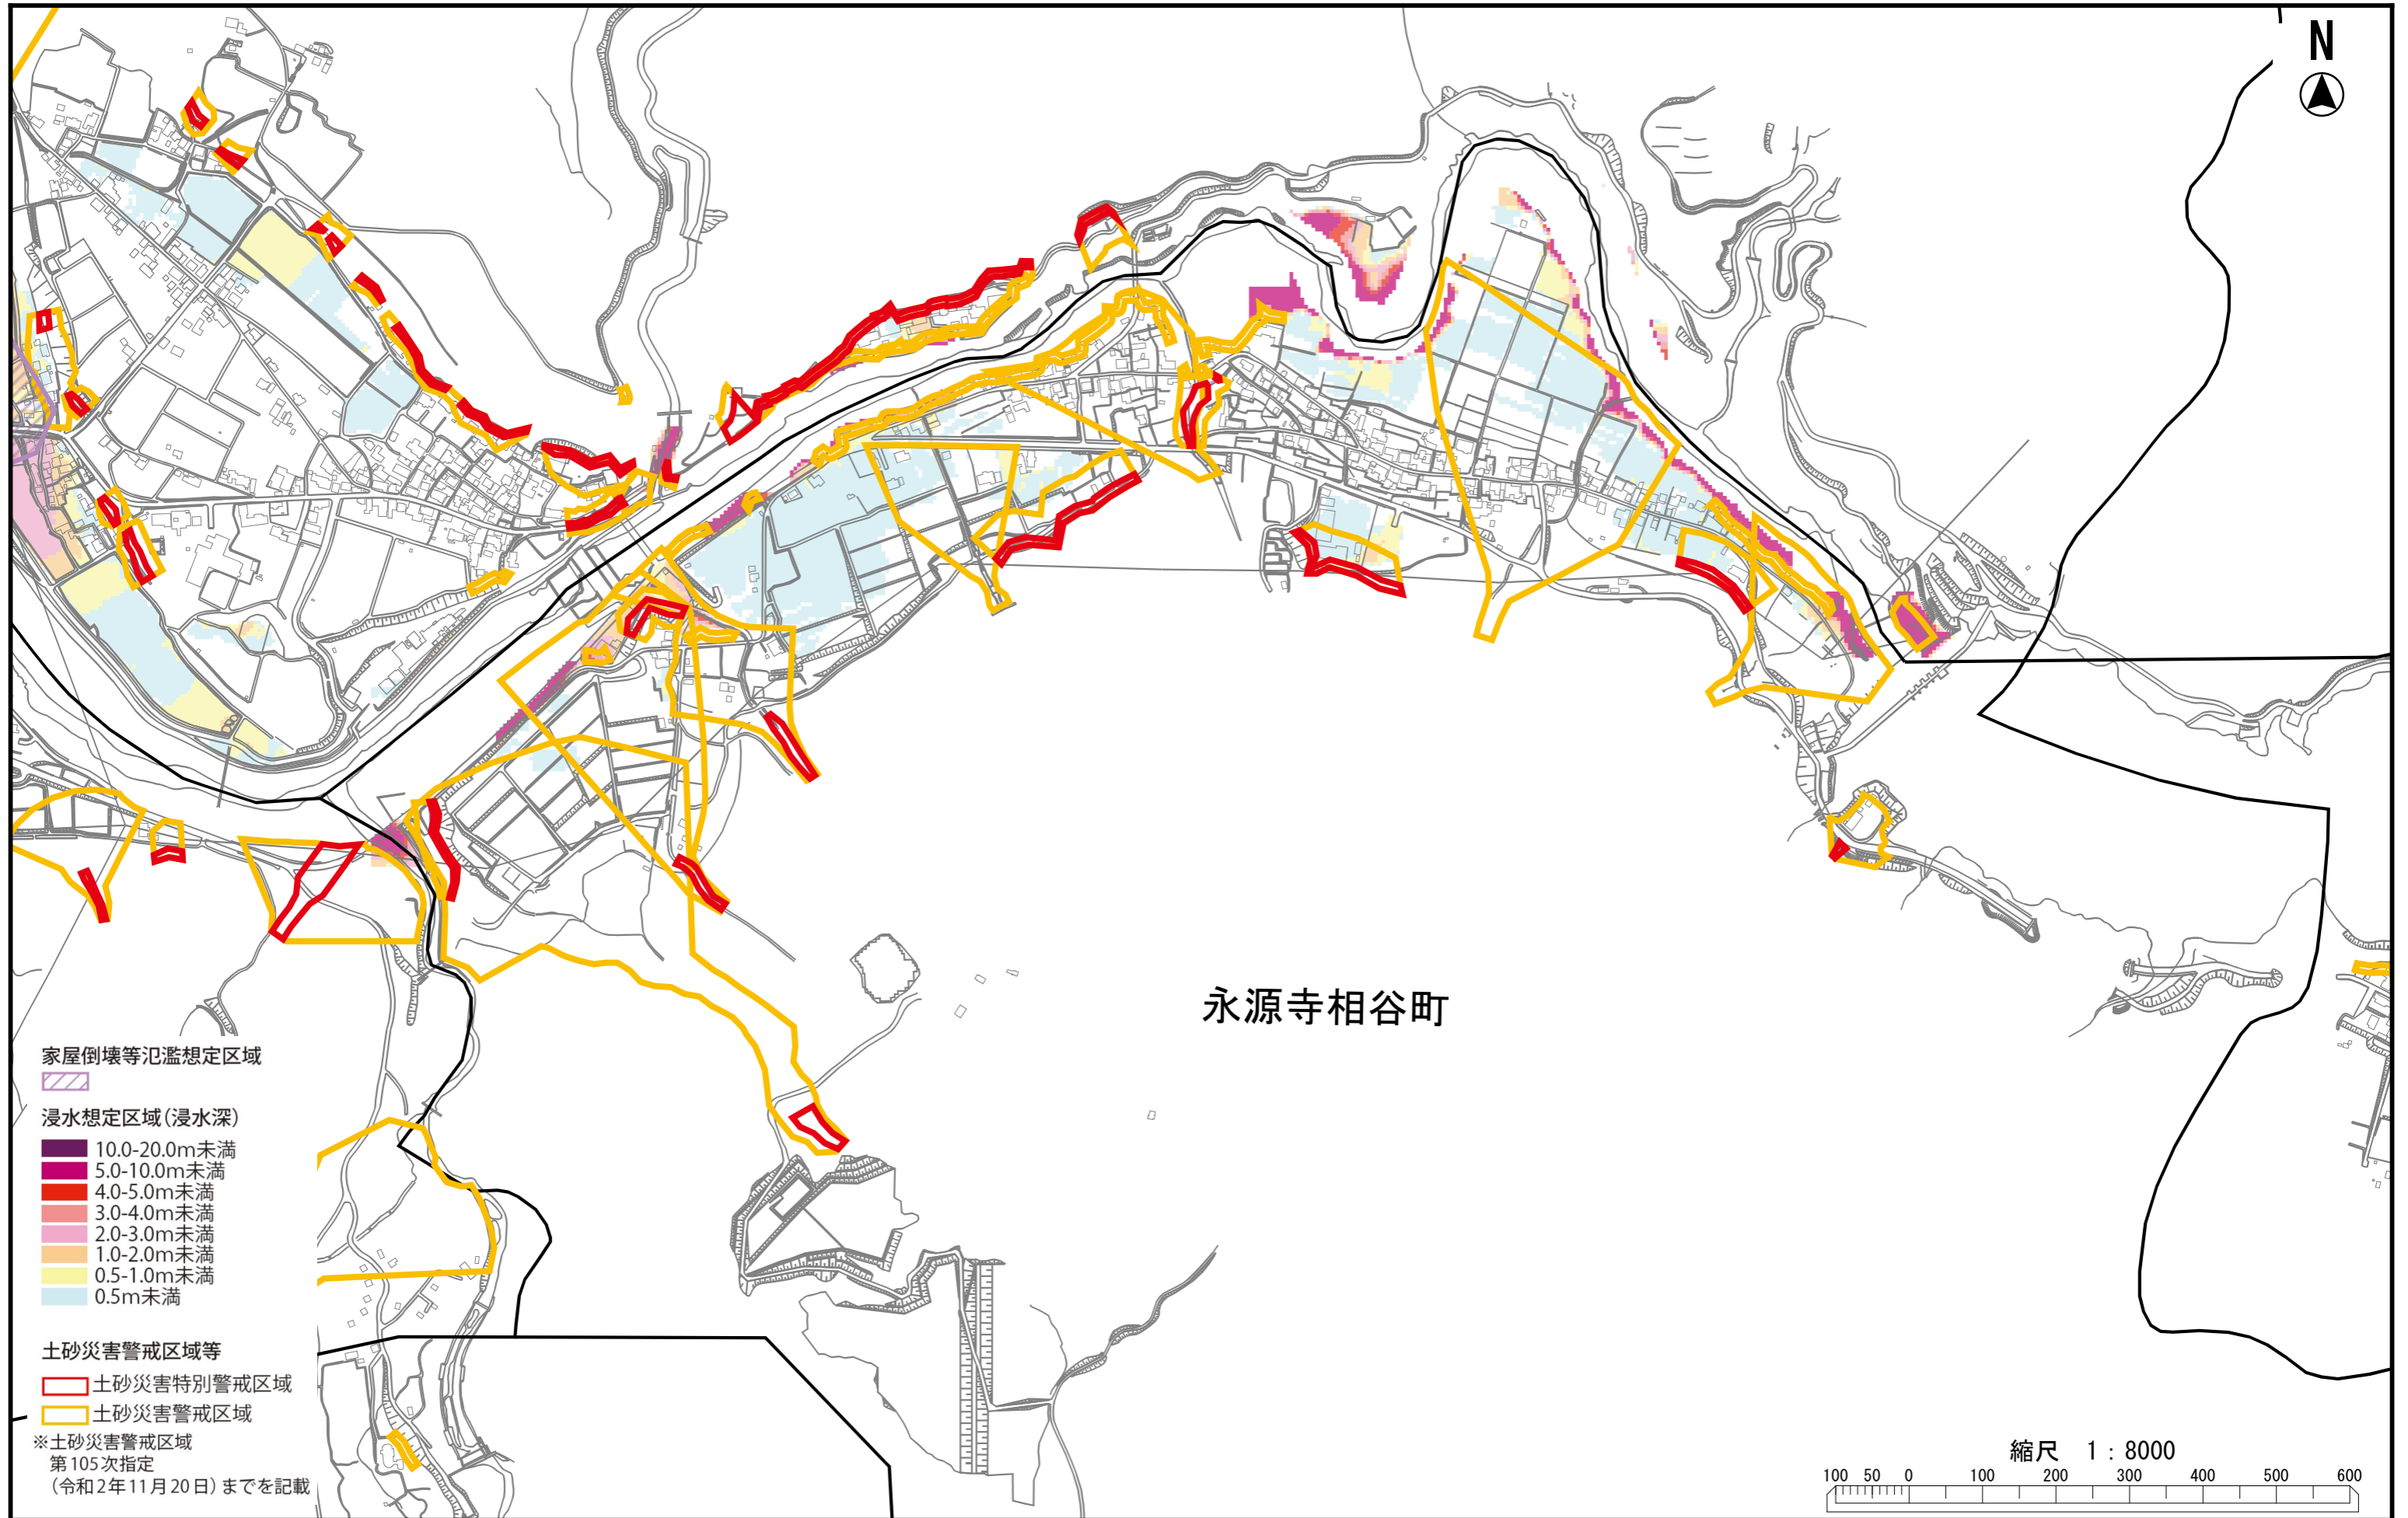 N
永源寺相谷町
家屋倒壊等氾濫想定区域
浸水想定区域(浸水深)
10.0-20.0m未満
5.0-10.0m未満
4.0-5.0m未満
3.0-4.0m未満
2.0-3.0m未満
1.0-2.0m未満
0.5-1.0m未満
0.5m未満
土砂災害警戒区域等
土砂災害特別警戒区域
土砂災害警戒区域
※土砂災害警戒区域
第105次指定
(令和2年11月20日)までを記載
縮尺 1:8000
100 50 0 100 200 300 400 500 600